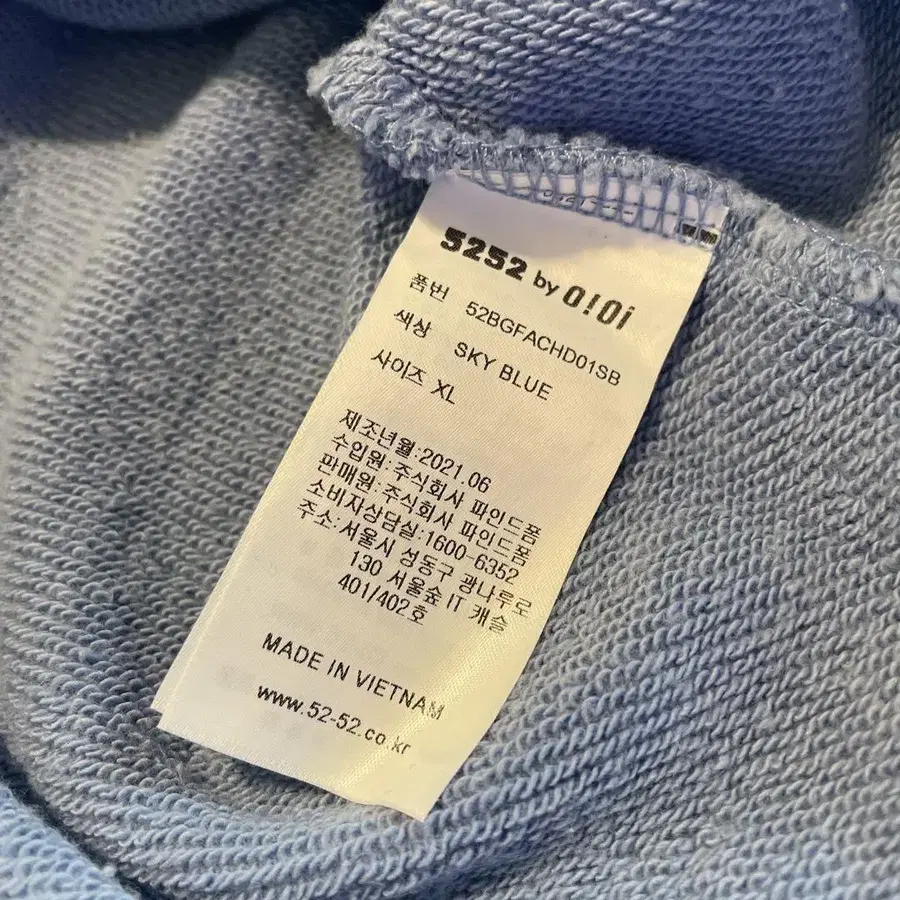 5252 by O!Oi
품번 52BGFACHD01SB
색상 SKY BLUE
사이즈 XL
제조년월:2021.06
수입원:주식회사 파인드폼
판매원:주식회사 파인드폼
소비자상담실:1600-6352
주소:서울시 성동구 광나루로
130 서울숲 IT 캐슬
401/402호
MADE IN VIETNAM
www.52-52.co.kr